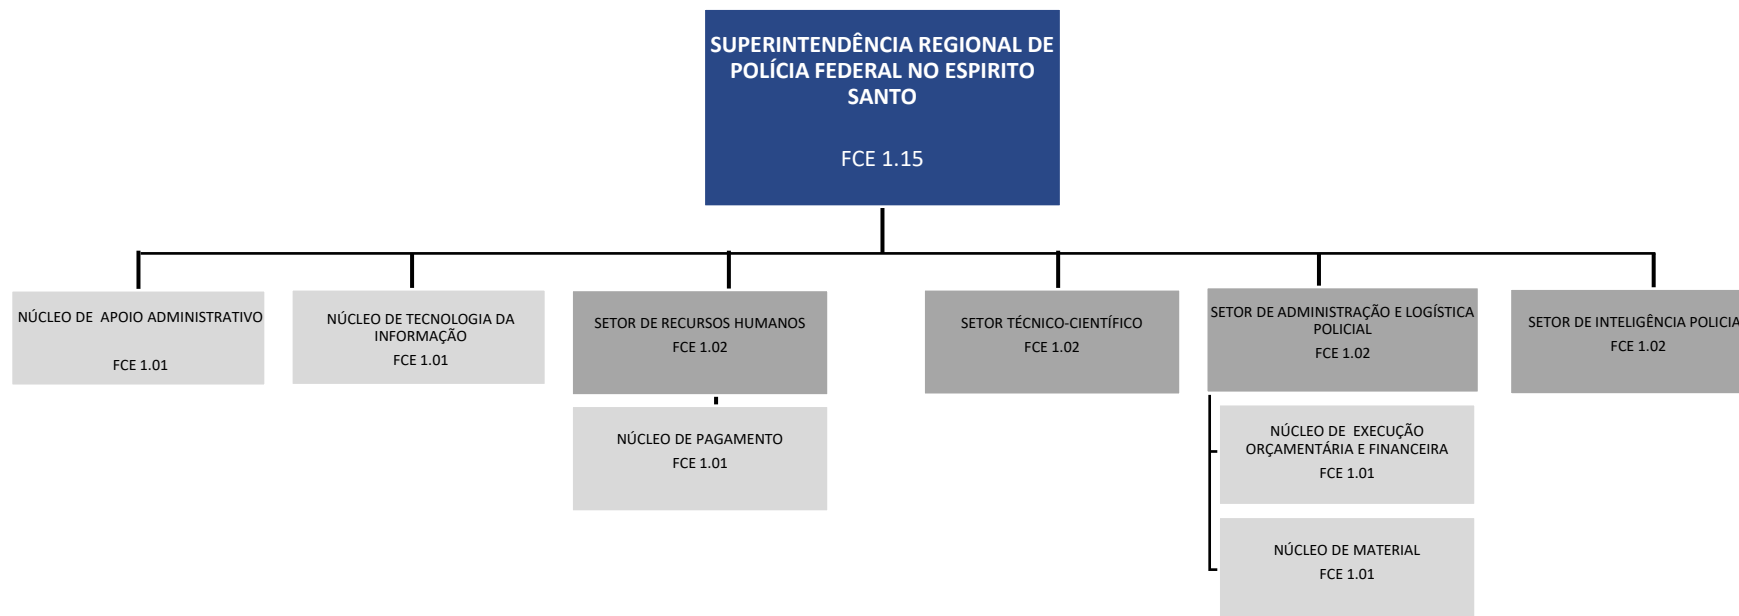 SUPERINTENDÊNCIA REGIONAL DE
POLÍCIA FEDERAL NO ESPIRITO
SANTO
FCE 1.15
NÚCLEO DE APOIO ADMINISTRATIVO
FCE 1.01
NÚCLEO DE TECNOLOGIA DA
INFORMAÇÃO
FCE 1.01
SETOR DE RECURSOS HUMANOS
FCE 1.02
NÚCLEO DE PAGAMENTO
FCE 1.01
SETOR TÉCNICO-CIENTÍFICO
FCE 1.02
SETOR DE ADMINISTRAÇÃO E LOGÍSTICA
POLICIAL
FCE 1.02
NÚCLEO DE EXECUÇÃO
ORÇAMENTÁRIA E FINANCEIRA
FCE 1.01
NÚCLEO DE MATERIAL
FCE 1.01
SETOR DE INTELIGÊNCIA POLICIA
FCE 1.02